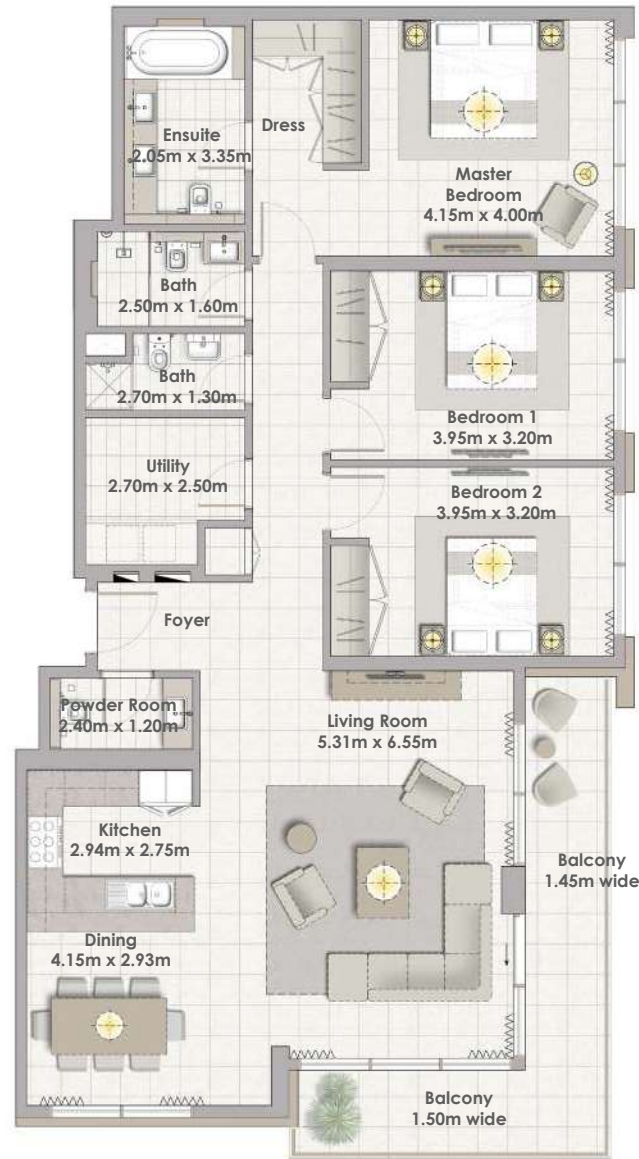 Ensuite
2.05m x 3.35m
Dress
Master
Bedroom
4.15m x 4.00m
Bath
2.50m x 1.60m
Bath
2.70m x 1.30m
Bedroom 1
3.95m x 3.20m
Utility
2.70m x 2.50m
Bedroom 2
3.95m x 3.20m
Foyer
Powder Room
2.40m x 1.20m
Living Room
5.31m x 6.55m
Kitchen
2.94m x 2.75m
Balcony
1.45m wide
Dining
4.15m x 2.93m
Balcony
1.50m wide